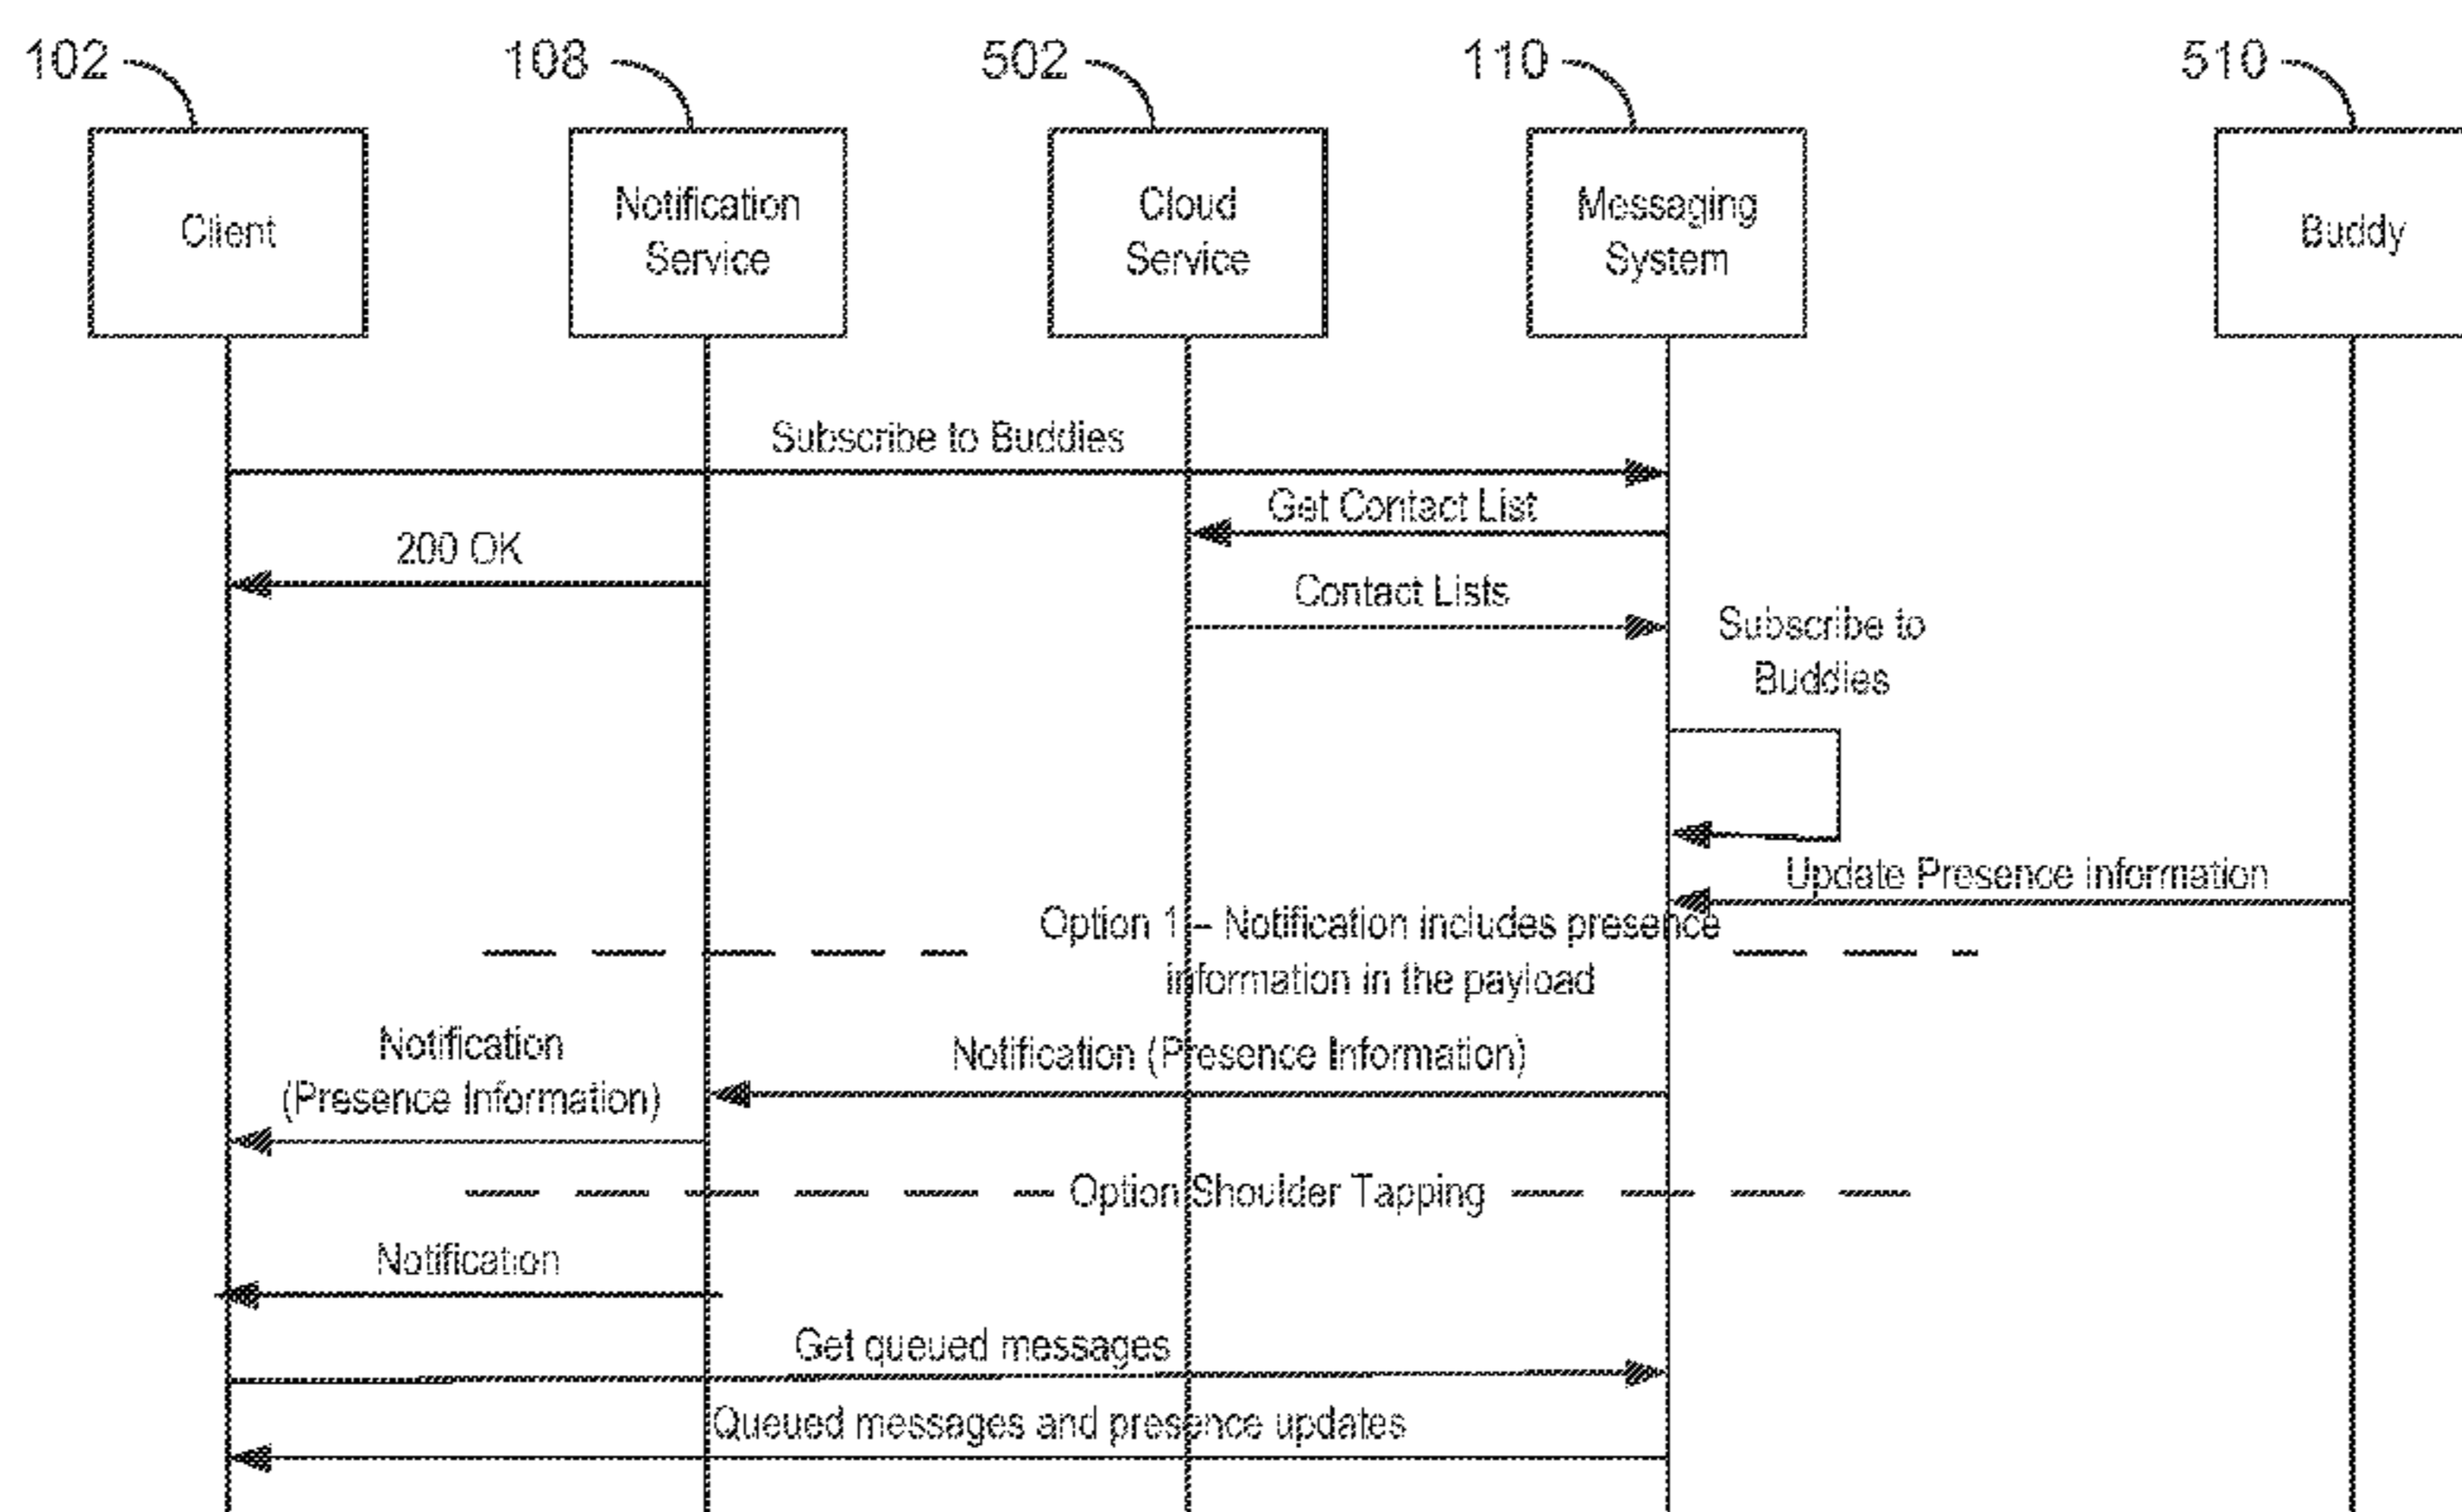 102
108
502
110
510
Client
Notification
Service
Cloud
Service
Messaging
System
Buddy
Subscribe to Buddies
Get Contact List
200 OK
Contact Lists
Subscribe to
Buddies
Update Presence information
Option 1 – Notification includes presence
information in the payload
Notification
(Presence Information)
Notification (Presence Information)
Option Shoulder Tapping
Notification
Get queued messages
Queued messages and presence updates